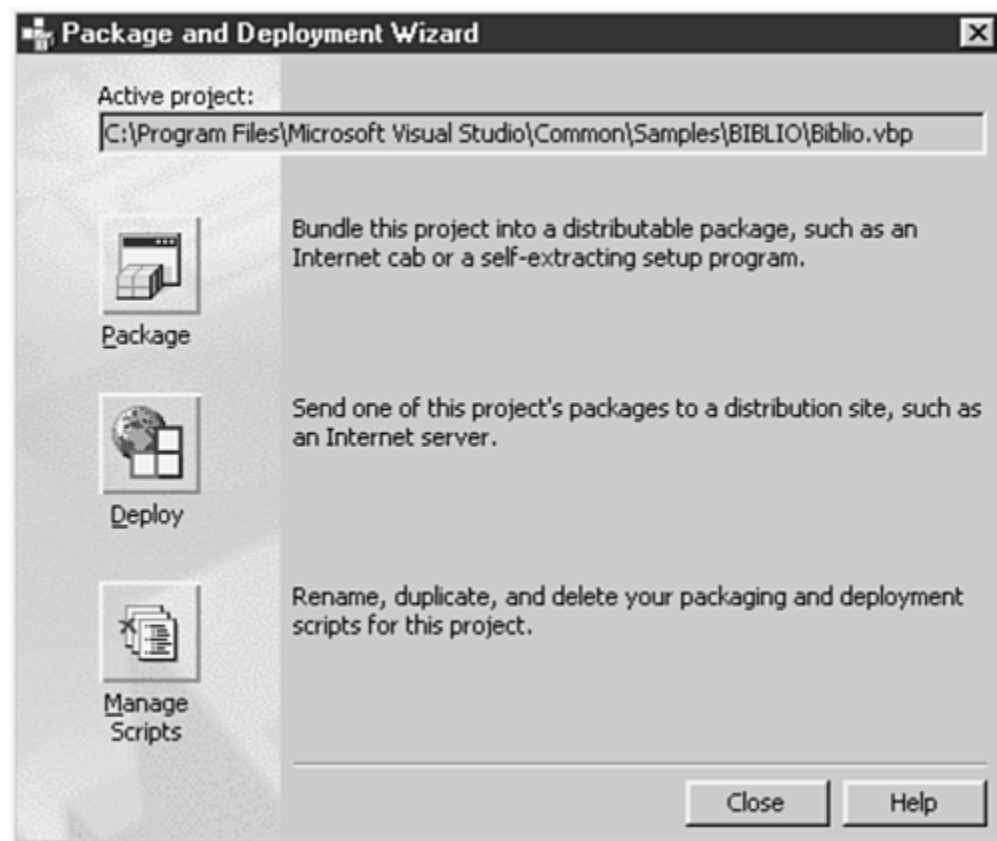 Package and Deployment Wizard
Active project:
C:\Program Files\Microsoft Visual Studio\Common\Samples\BIBLIO\Biblio.vbp
Bundle this project into a distributable package, such as an
Internet cab or a self-extracting setup program.
Package
Send one of this project's packages to a distribution site, such as
an Internet server.
Deploy
Rename, duplicate, and delete your packaging and deployment
scripts for this project.
Manage
Scripts
Close
Help